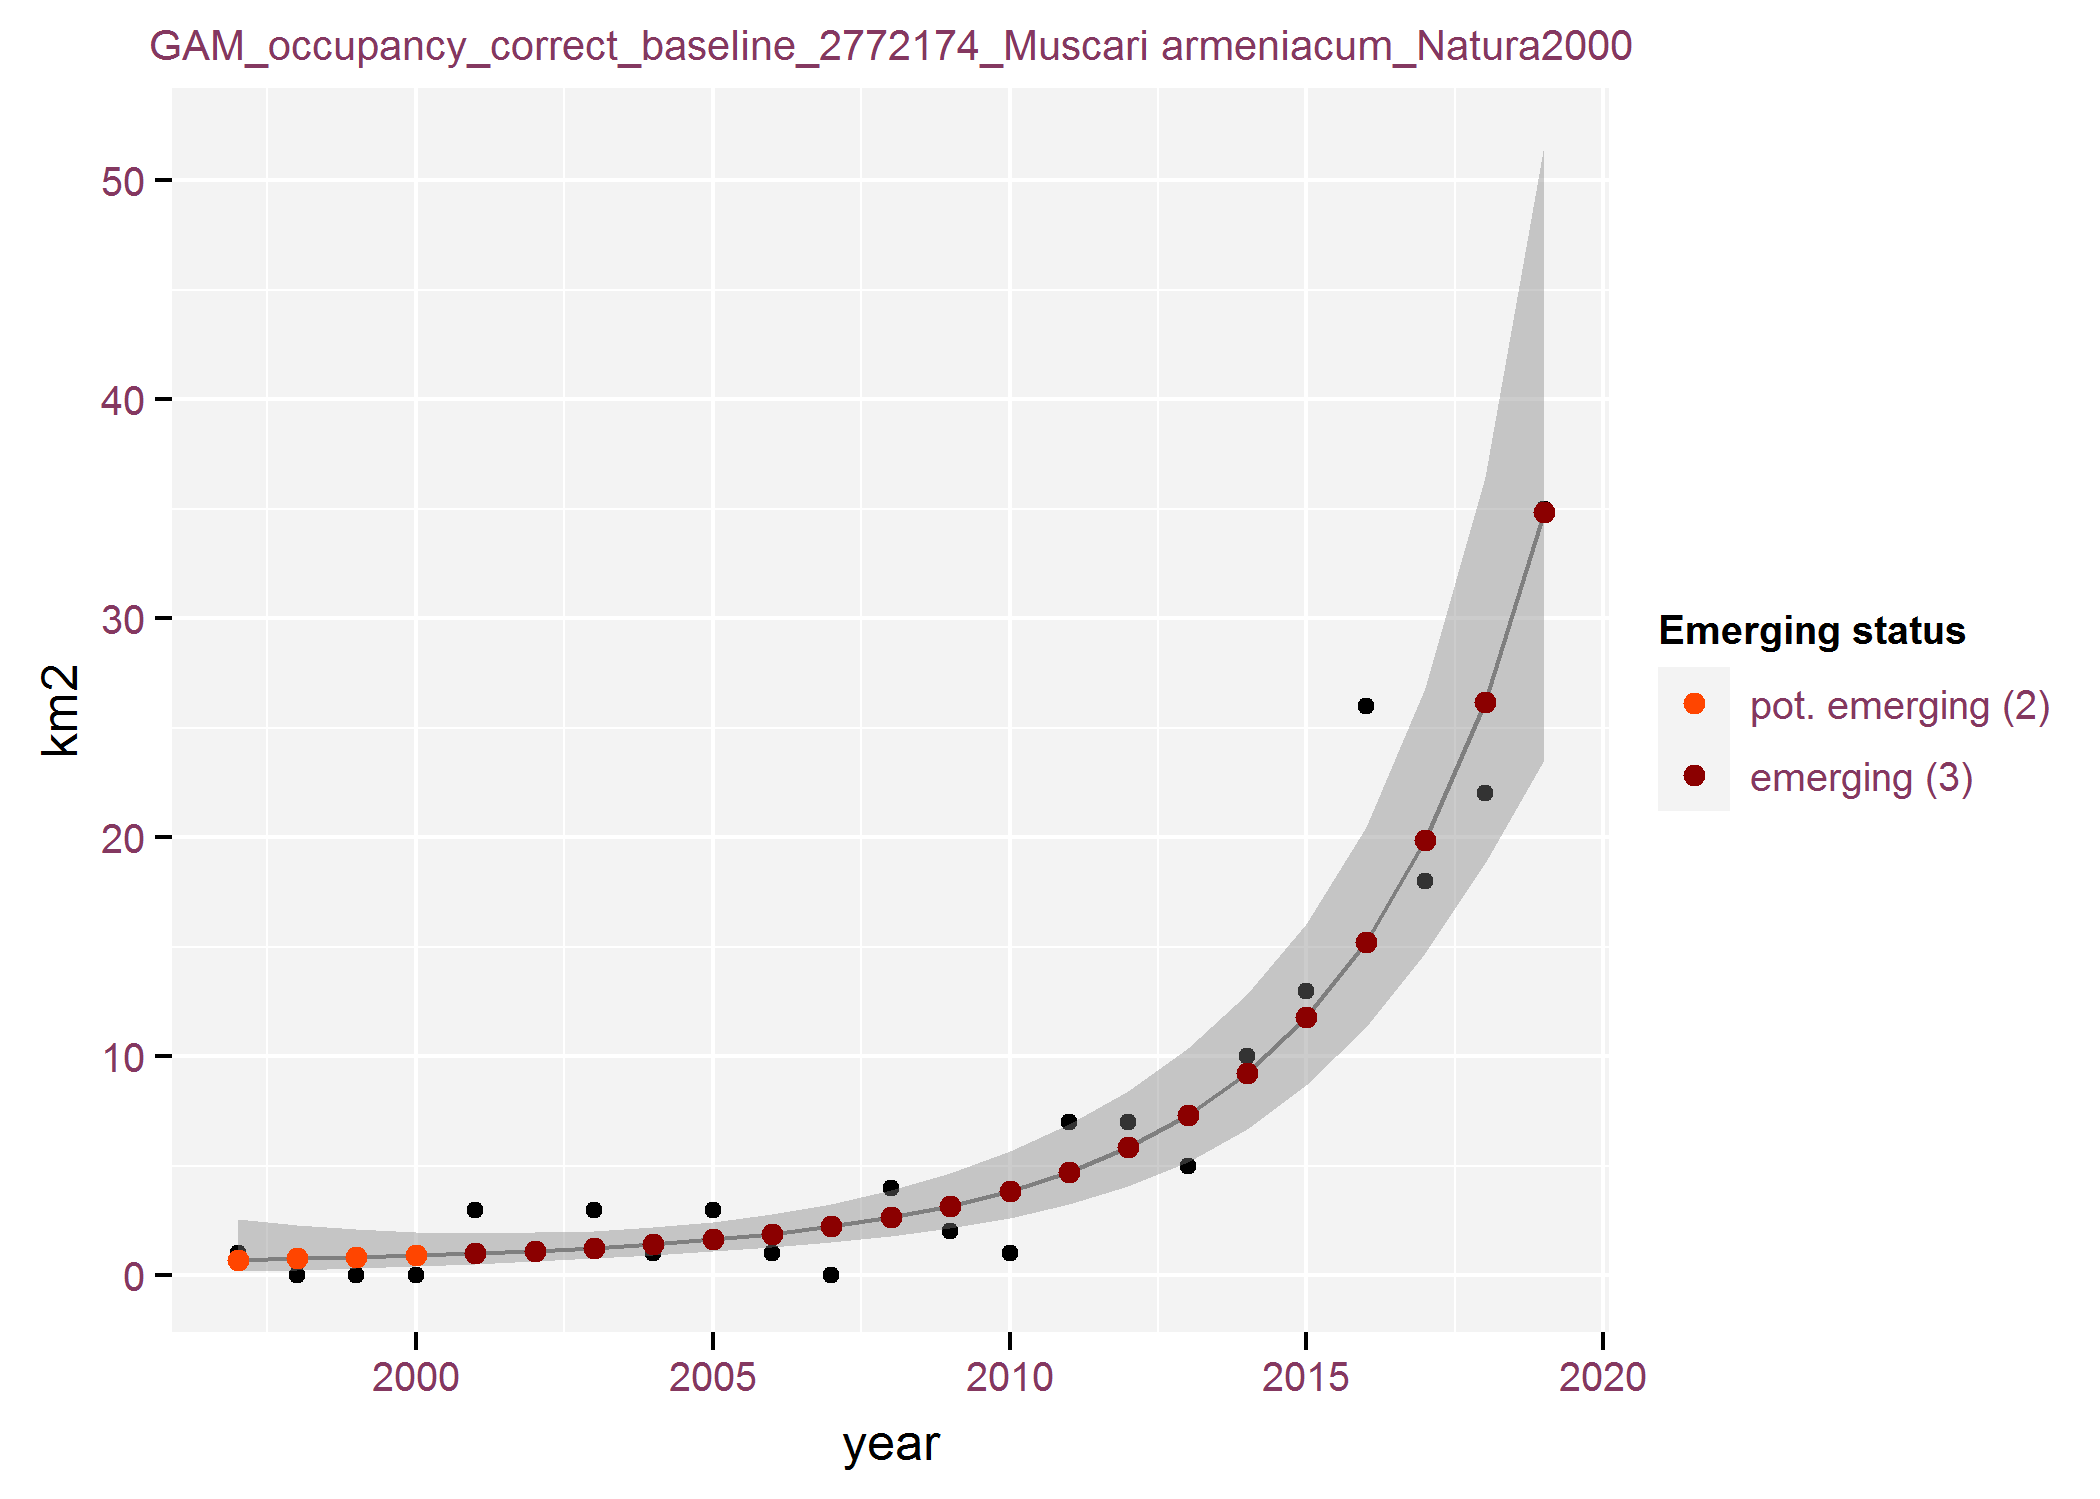 GAM_occupancy_correct_baseline_2772174_Muscari armeniacum_Natura2000
50
40
30
20
10
0
km2
2000
2005
2010
2015
2020
year
Emerging status
pot. emerging (2)
emerging (3)